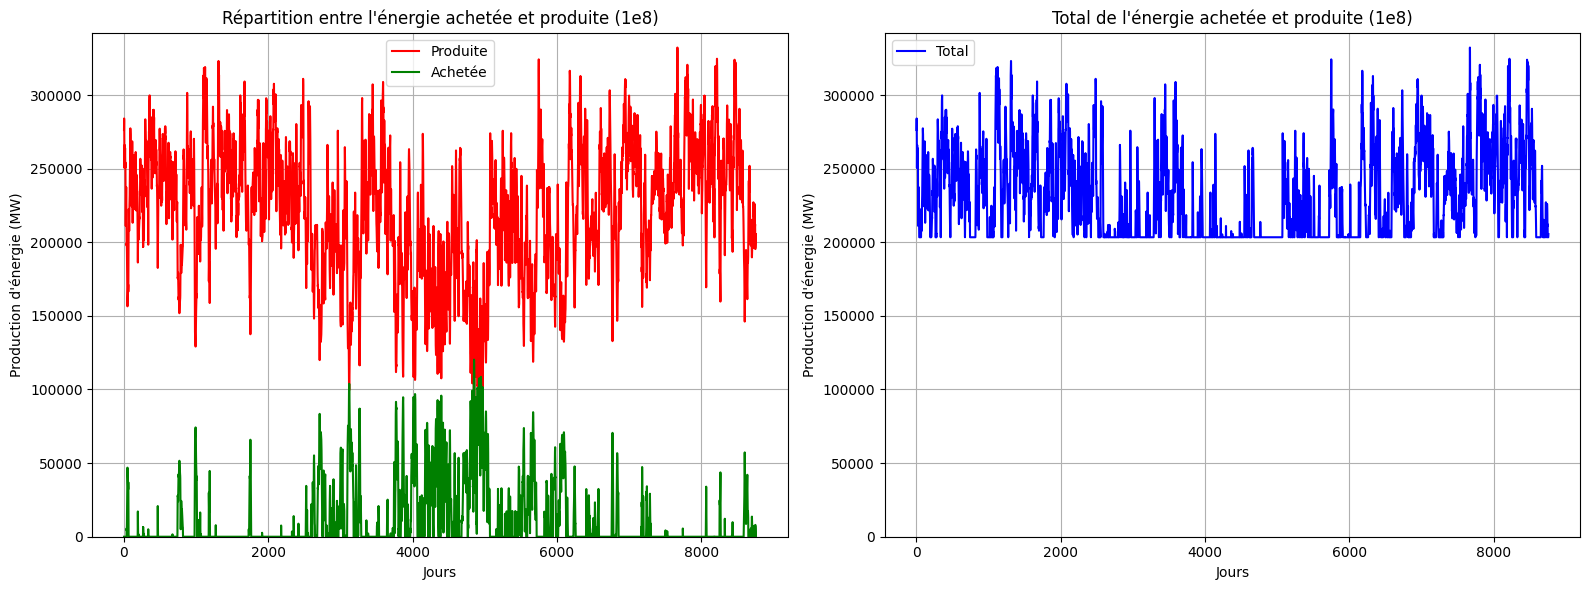 Répartition entre l'énergie achetée et produite (1e8)
Produite
Achetée
Production d'énergie (MW)
300000
250000
200000
150000
100000
50000
0
0 2000 4000 6000 8000
Jours
Total de l'énergie achetée et produite (1e8)
Total
Production d'énergie (MW)
300000
250000
200000
150000
100000
50000
0
0 2000 4000 6000 8000
Jours